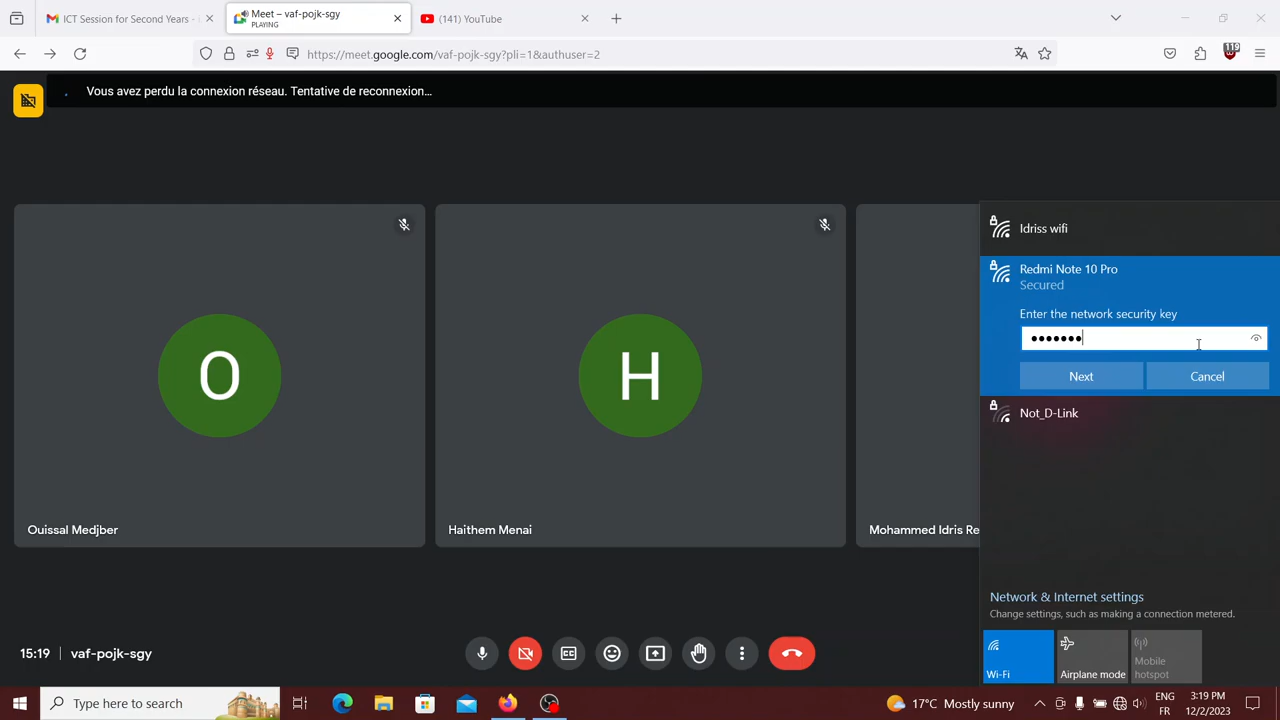 ICT Session for Second Years -
Meet – vaf-pojk-sgy
PLAYING
(141) YouTube
https://meet.google.com/vaf-pojk-sgy?pli=1&authuser=2
119
Vous avez perdu la connexion réseau. Tentative de reconnexion…
O
Ouissal Medjber
H
Haithem Menai
Mohammed Idris Re
Idriss wifi
Redmi Note 10 Pro
Secured
Enter the network security key
Next
Cancel
Not_D-Link
Network & Internet settings
Change settings, such as making a connection metered.
Wi-Fi
Airplane mode
Mobile
hotspot
15:19
vaf-pojk-sgy
Type here to search
17°C Mostly sunny
ENG
FR
3:19 PM
12/2/2023